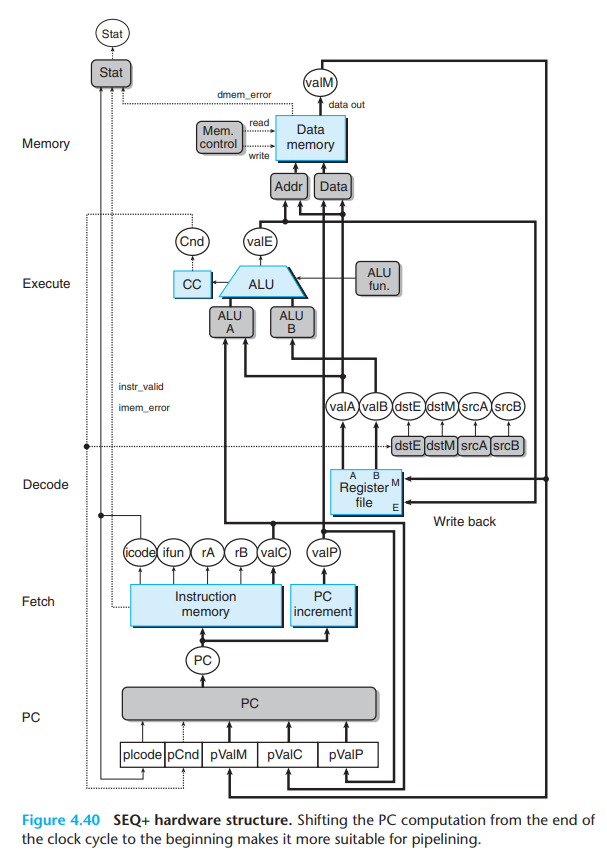 Stat
Stat
valM
dmem_error
data out
Memory
Mem.
control
read
write
Data
memory
Addr
Data
Cnd
valE
Execute
CC
ALU
ALU
fun.
ALU
A
ALU
B
instr_valid
imem_error
valA
valB
dstE
dstM
srcA
srcB
dstE
dstM
srcA
srcB
Decode
A
B
Register
file
M
E
Write back
icode
ifun
rA
rB
valC
valP
Fetch
Instruction
memory
PC
increment
PC
PC
PC
pIcode
pCnd
pValM
pValC
pValP
Figure 4.40 SEQ+ hardware structure. Shifting the PC computation from the end of
the clock cycle to the beginning makes it more suitable for pipelining.